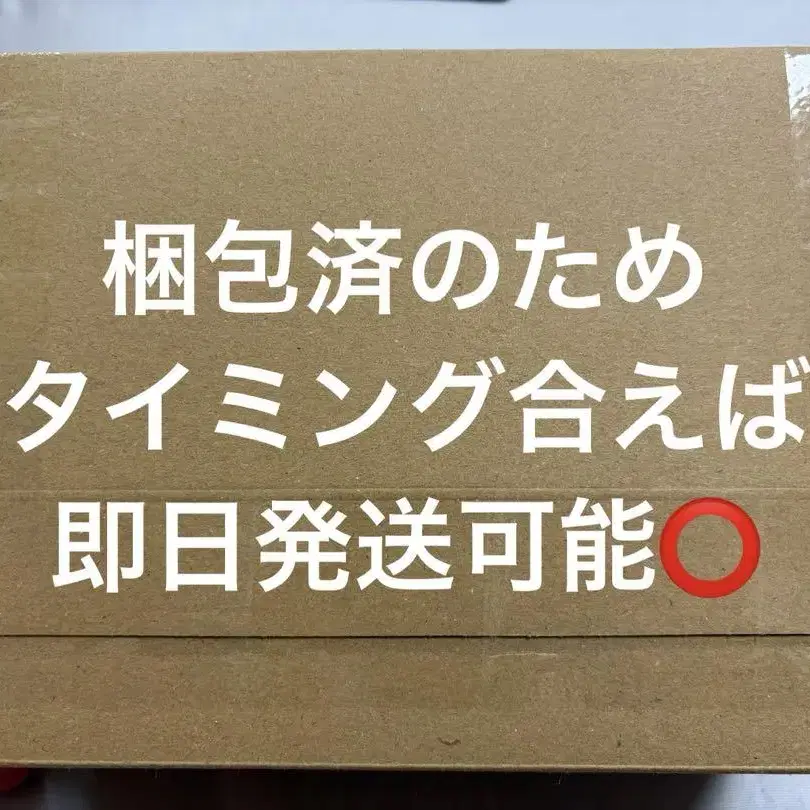 梱包済のため
タイミング合えば
即日発送可能⭕